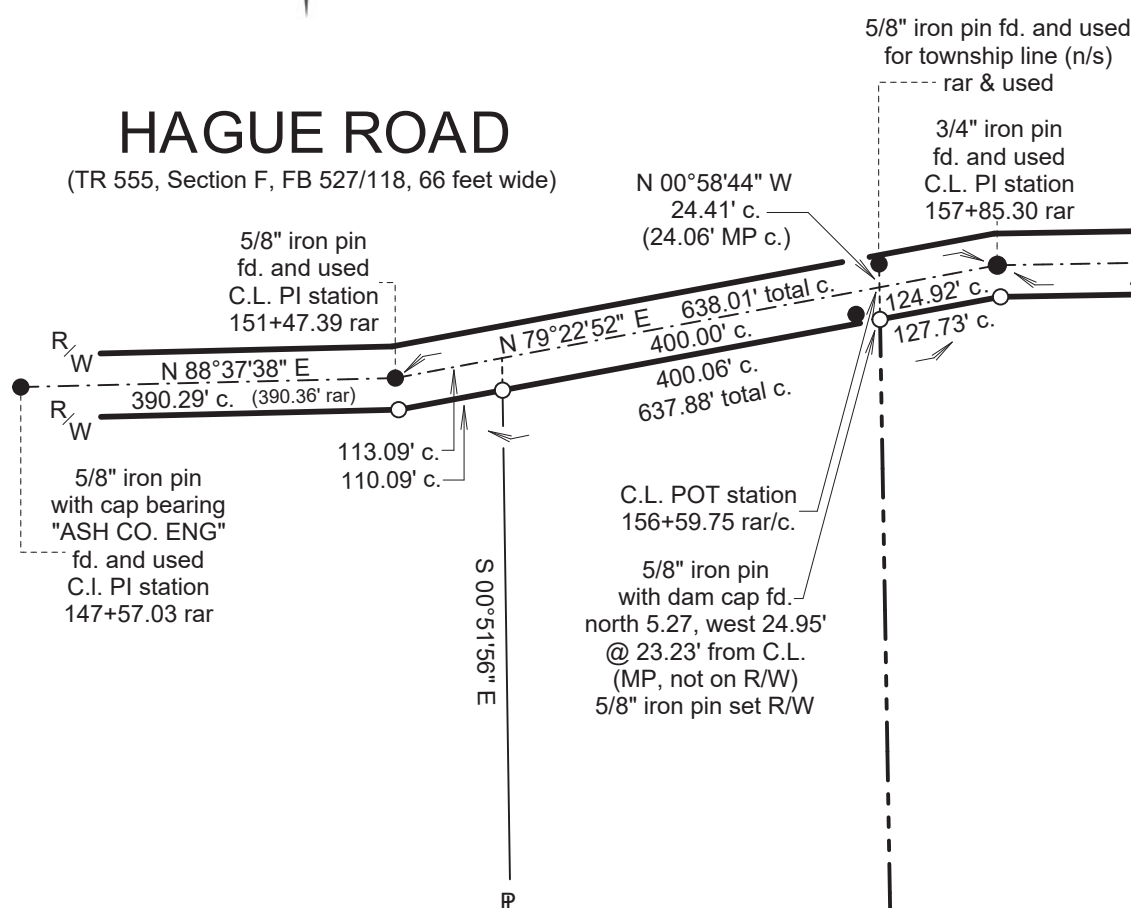 HAGUE ROAD
(TR 555, Section F, FB 527/118, 66 feet wide)
5/8" iron pin fd. and used
for township line (n/s)
rar & used
3/4" iron pin
fd. and used
C.L. PI station
157+85.30 rar
N 00°58'44" W
24.41' c.
(24.06' MP c.)
5/8" iron pin
fd. and used
C.L. PI station
151+47.39 rar
R/W
N 88°37'38" E
390.29' c. (390.36' rar)
R/W
N 79°22'52" E 638.01' total c.
400.00' c.
400.06' c.
637.88' total c.
124.92' c.
127.73' c.
113.09' c.
110.09' c.
5/8" iron pin
with cap bearing
"ASH CO. ENG"
fd. and used
C.l. PI station
147+57.03 rar
C.L. POT station
156+59.75 rar/c.
5/8" iron pin
with dam cap fd.
north 5.27, west 24.95'
@ 23.23' from C.L.
(MP, not on R/W)
5/8" iron pin set R/W
S 00°51'56" E